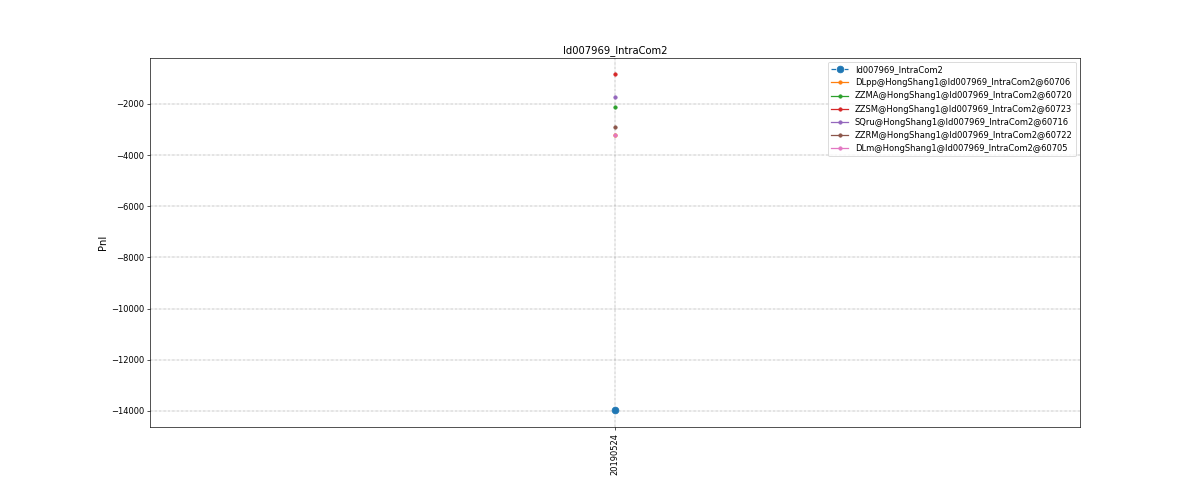 Id007969_IntraCom2
Id007969_IntraCom2
DLpp@HongShang1@Id007969_IntraCom2@60706
ZZMA@HongShang1@Id007969_IntraCom2@60720
ZZSM@HongShang1@Id007969_IntraCom2@60723
SQru@HongShang1@Id007969_IntraCom2@60716
ZZRM@HongShang1@Id007969_IntraCom2@60722
DLm@HongShang1@Id007969_IntraCom2@60705
−2000
−4000
−6000
−8000
−10000
−12000
−14000
Pnl
20190524